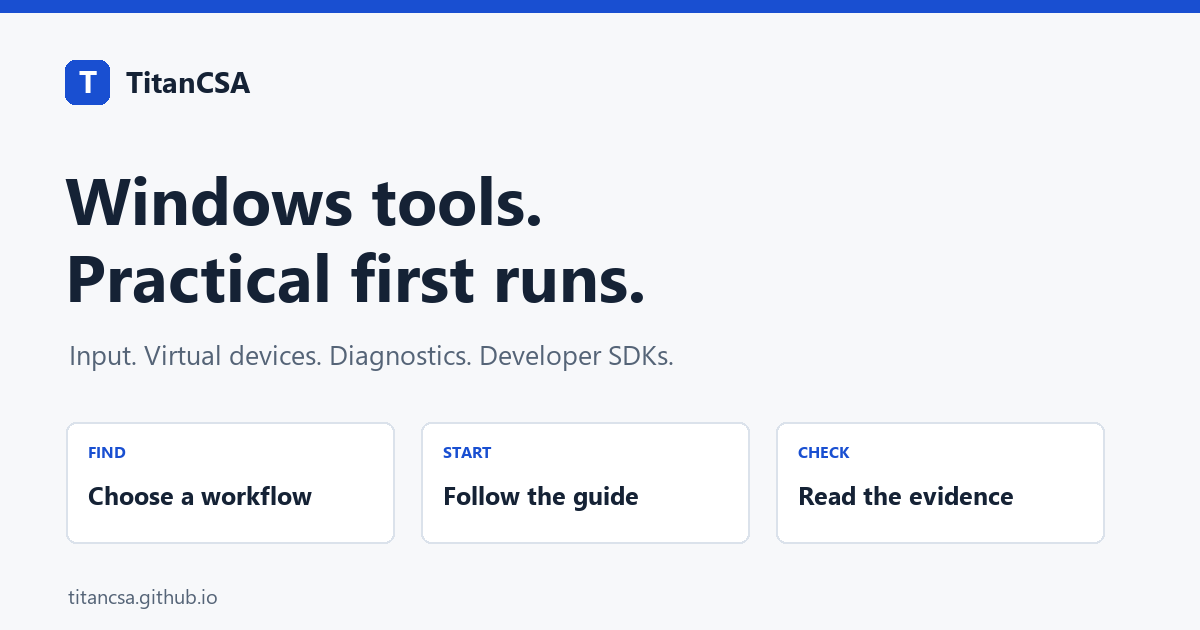 T TitanCSA
Windows tools.
Practical first runs.
Input. Virtual devices. Diagnostics. Developer SDKs.
FIND
Choose a workflow
START
Follow the guide
CHECK
Read the evidence
titancsa.github.io